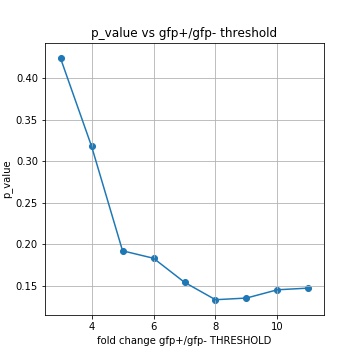 p_value vs gfp+/gfp- threshold
0.40
0.35
0.30
0.25
0.20
0.15
p_value
4 6 8 10
fold change gfp+/gfp- THRESHOLD